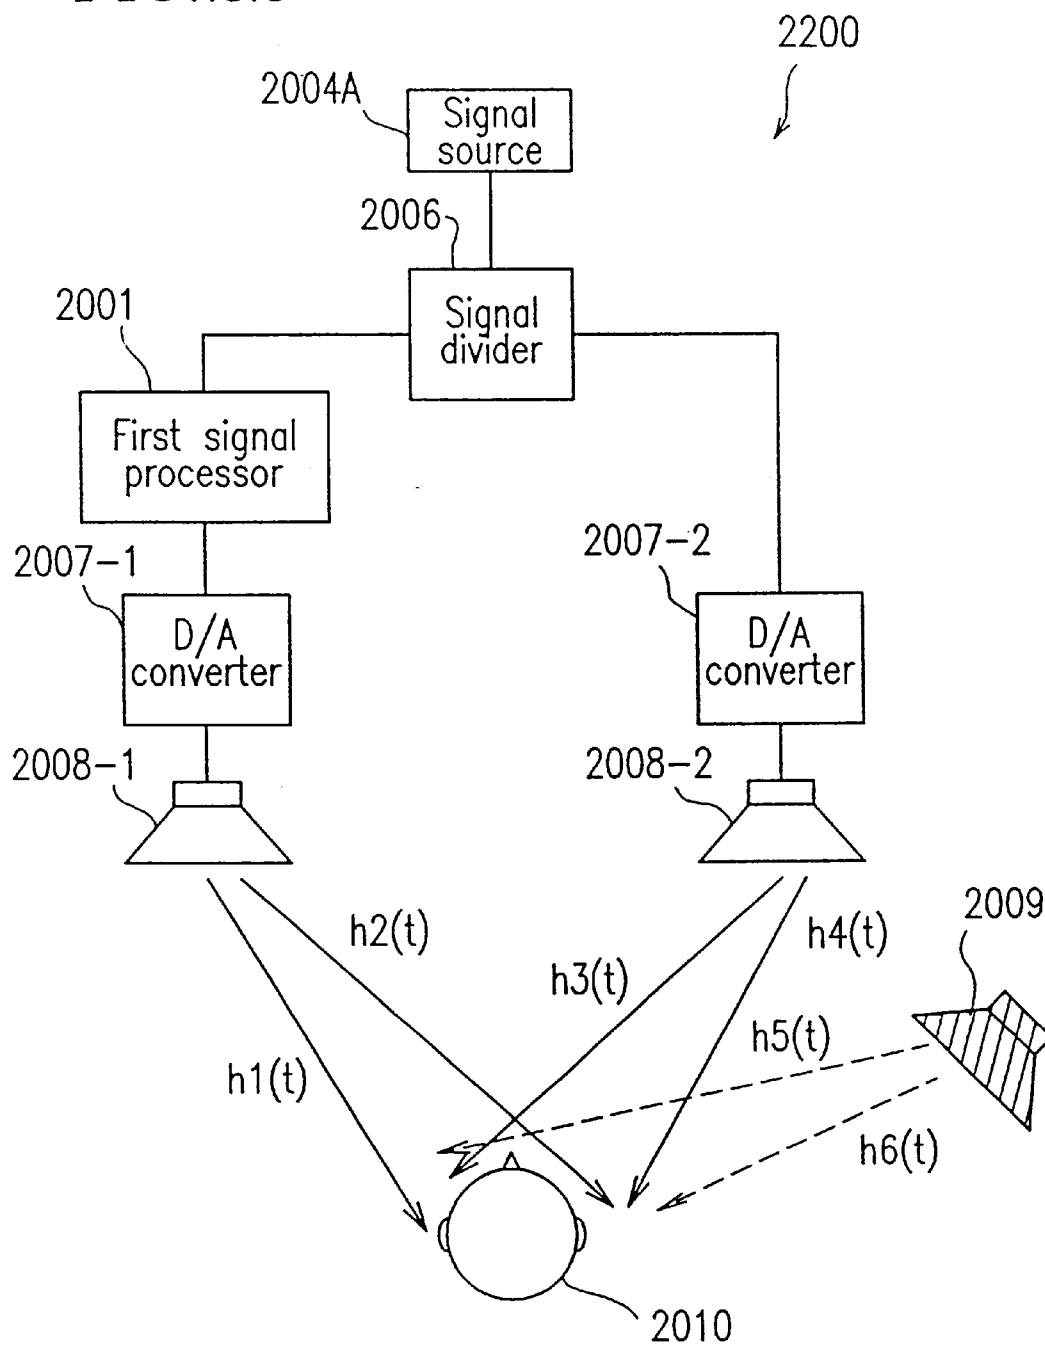 2200
2004A
Signal
source
2006
Signal
divider
2001
First signal
processor
2007-1
D/A
converter
2007-2
D/A
converter
2008-1
2008-2
h1(t)
h2(t)
h3(t)
h4(t)
h5(t)
h6(t)
2009
2010